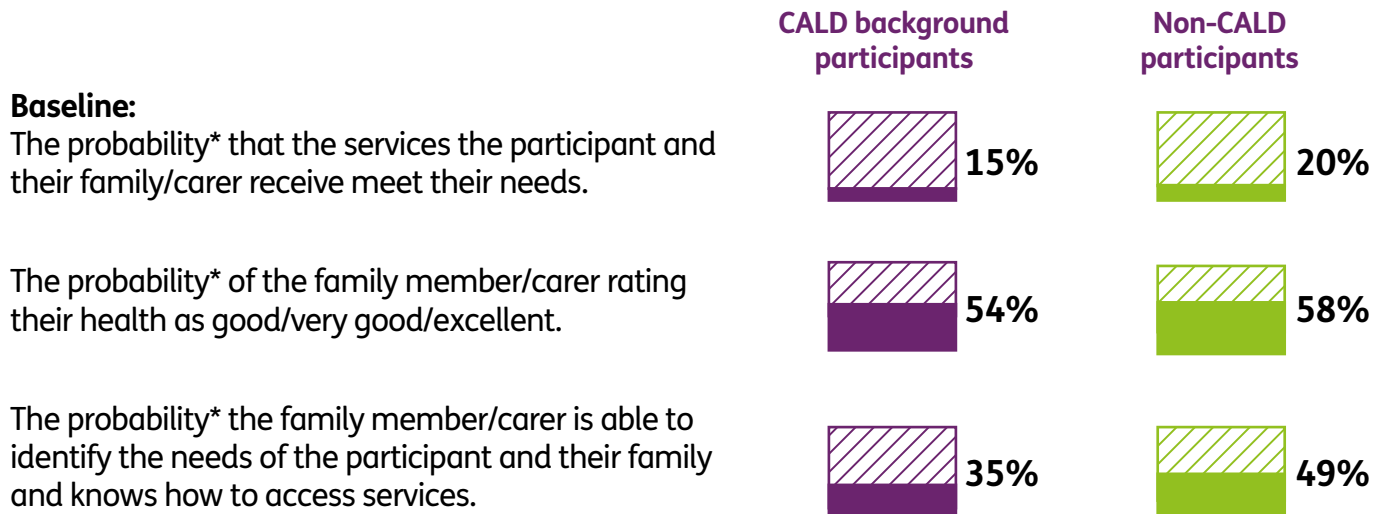 CALD background
participants
Non-CALD
participants
Baseline:
The probability* that the services the participant and
their family/carer receive meet their needs.
15%
20%
The probability* of the family member/carer rating
their health as good/very good/excellent.
54%
58%
The probability* the family member/carer is able to
identify the needs of the participant and their family
and knows how to access services.
35%
49%